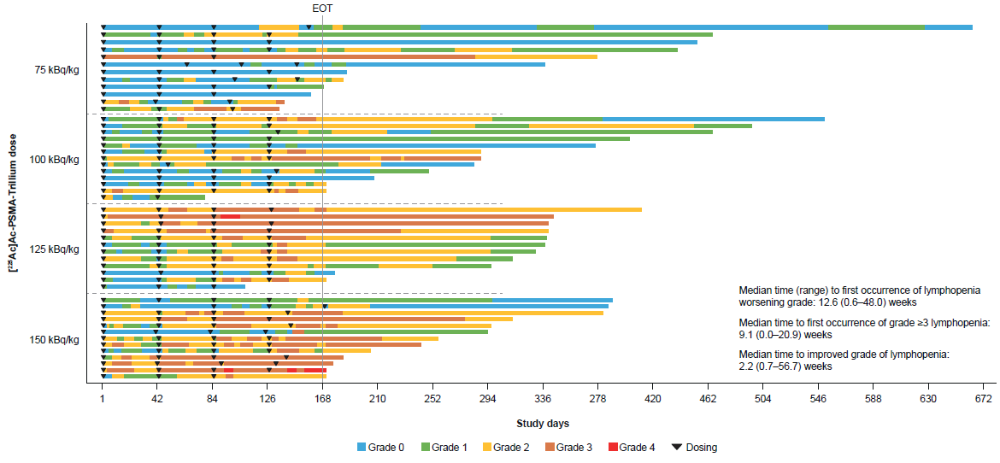 EOT
[²²⁵Ac]Ac-PSMA-Trillium dose
75 kBq/kg
100 kBq/kg
125 kBq/kg
150 kBq/kg
Median time (range) to first occurrence of lymphopenia
worsening grade: 12.6 (0.6–48.0) weeks
Median time to first occurrence of grade ≥3 lymphopenia:
9.1 (0.0–20.9) weeks
Median time to improved grade of lymphopenia:
2.2 (0.7–56.7) weeks
1 42 84 126 168 210 252 294 336 378 420 462 504 546 588 630 672
Study days
Grade 0 Grade 1 Grade 2 Grade 3 Grade 4 Dosing